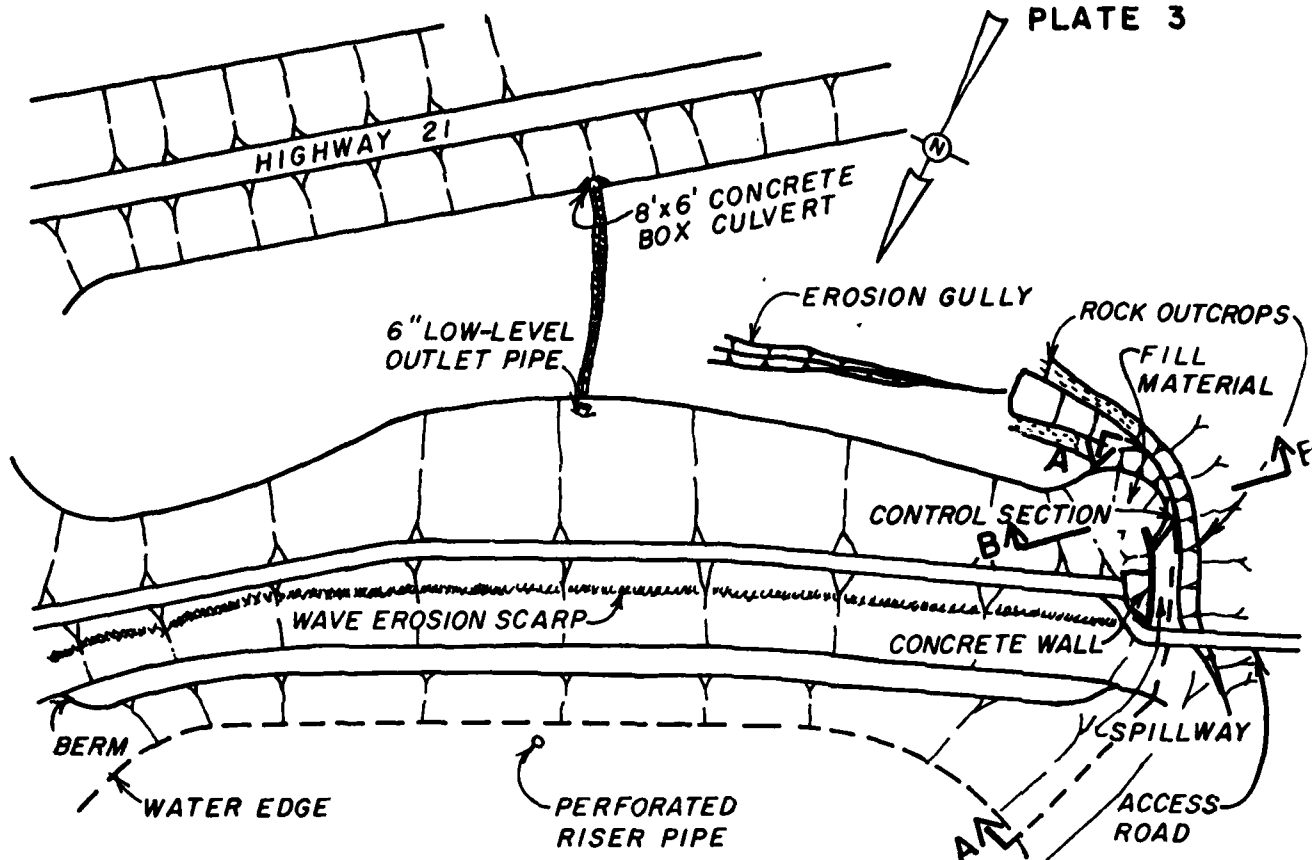 PLATE 3
N
HIGHWAY 21
8'x6' CONCRETE
BOX CULVERT
EROSION GULLY
ROCK OUTCROPS
6" LOW-LEVEL
OUTLET PIPE
FILL
MATERIAL
A
B
CONTROL SECTION
B
WAVE EROSION SCARP
CONCRETE WALL
BERM
SPILLWAY
WATER EDGE
PERFORATED
RISER PIPE
ACCESS
ROAD
A